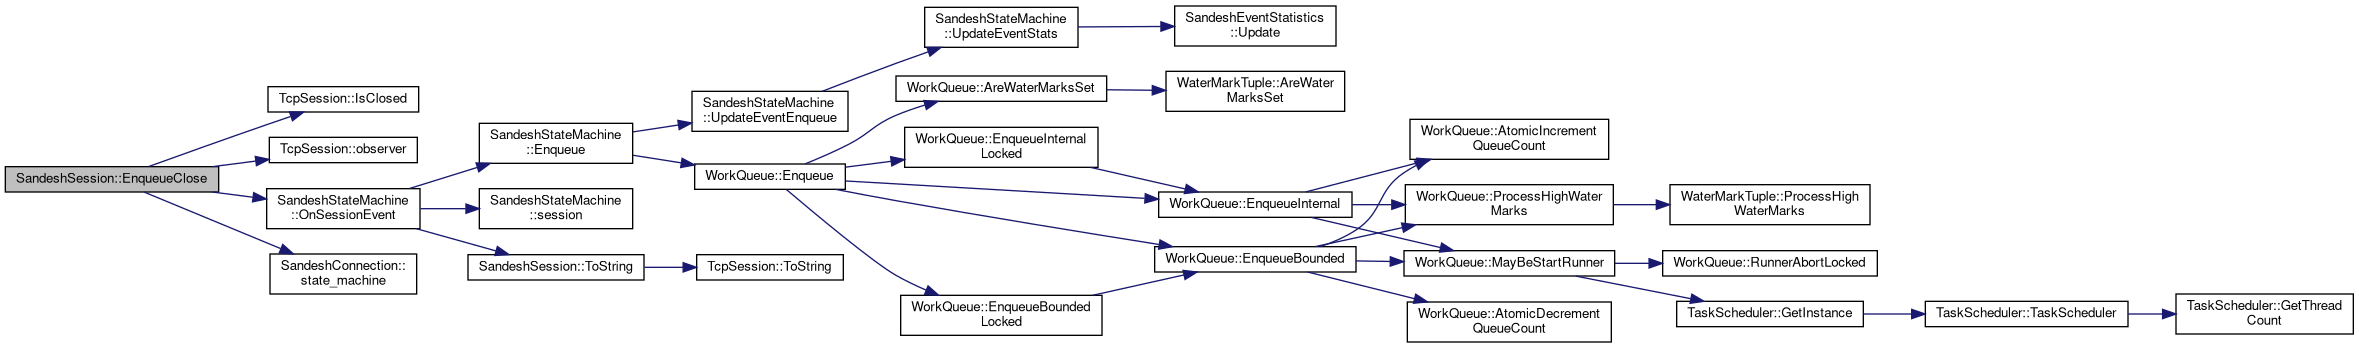 SandeshSession::EnqueueClose
TcpSession::IsClosed
TcpSession::observer
SandeshStateMachine
::OnSessionEvent
SandeshConnection::
state_machine
SandeshStateMachine
::Enqueue
SandeshStateMachine
::session
SandeshSession::ToString
SandeshStateMachine
::UpdateEventEnqueue
WorkQueue::Enqueue
TcpSession::ToString
SandeshStateMachine
::UpdateEventStats
WorkQueue::AreWaterMarksSet
WorkQueue::EnqueueInternal
Locked
WorkQueue::EnqueueBounded
Locked
SandeshEventStatistics
::Update
WaterMarkTuple::AreWater
MarksSet
WorkQueue::EnqueueInternal
WorkQueue::EnqueueBounded
WorkQueue::AtomicIncrement
QueueCount
WorkQueue::ProcessHighWater
Marks
WorkQueue::MayBeStartRunner
WorkQueue::AtomicDecrement
QueueCount
WaterMarkTuple::ProcessHigh
WaterMarks
WorkQueue::RunnerAbortLocked
TaskScheduler::GetInstance
TaskScheduler::TaskScheduler
TaskScheduler::GetThread
Count